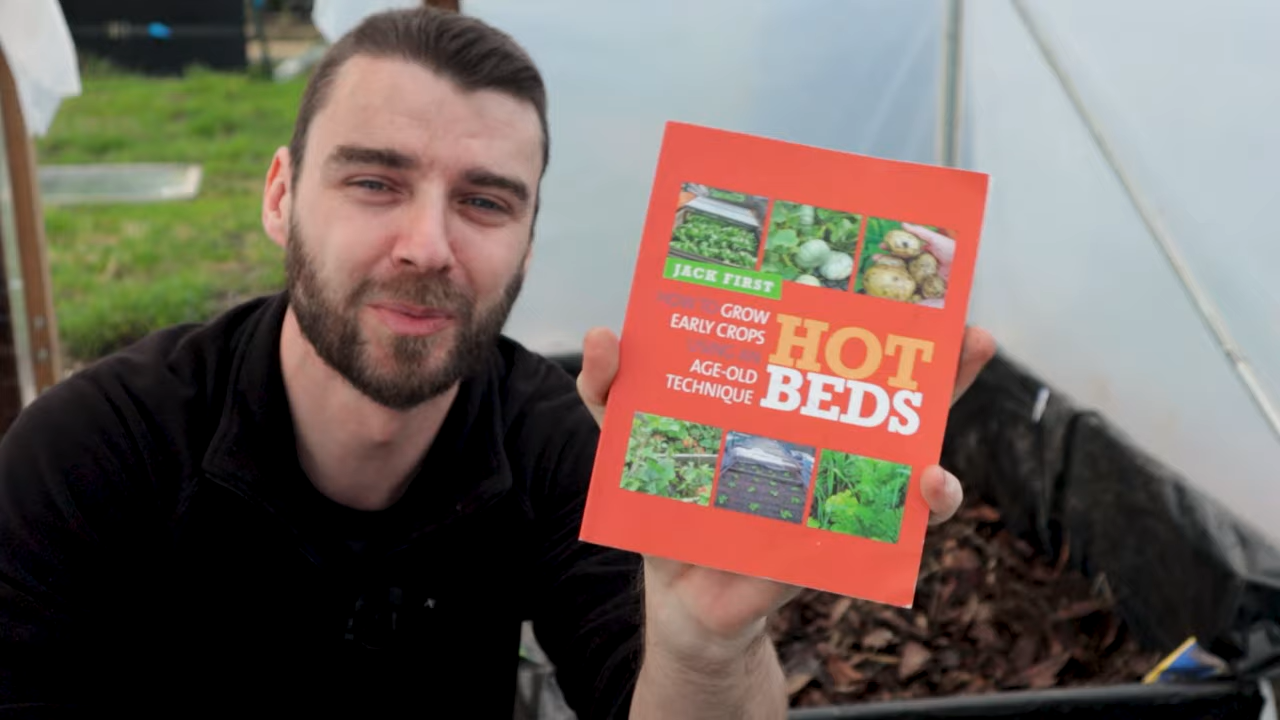 JACK FIRST
HOW TO GROW
EARLY CROPS
USING AN
AGE-OLD
TECHNIQUE
HOT
BEDS